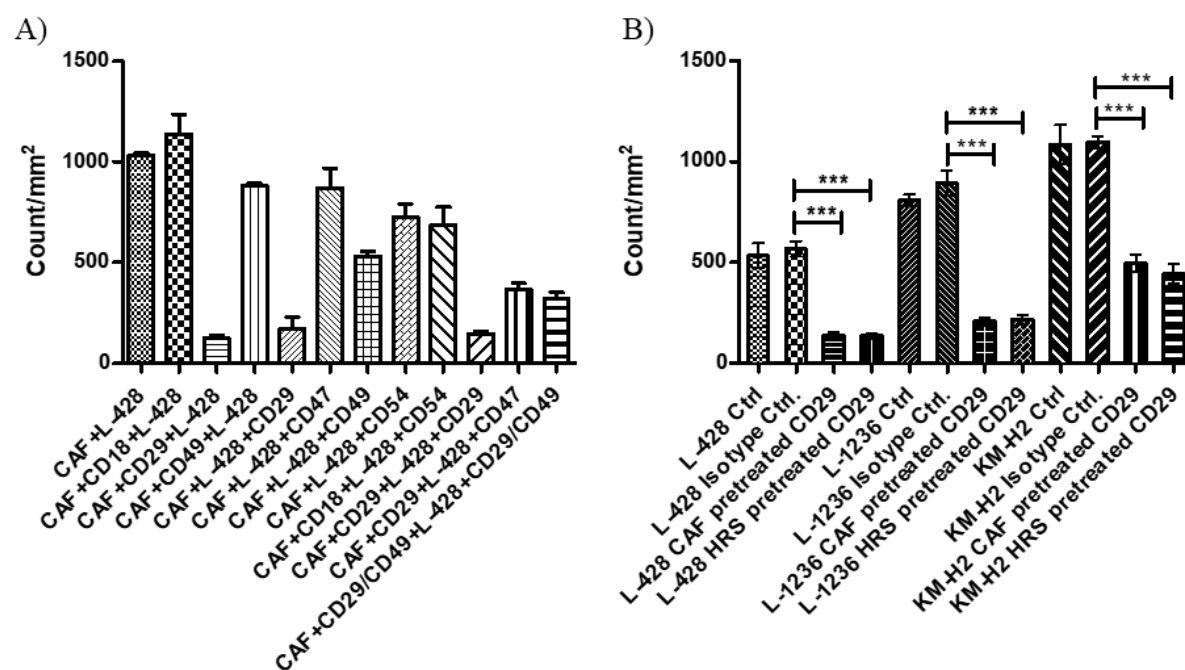 A)
1500
1000
500
0
Count/mm²
CAF+L-428
CAF+CD18+L-428
CAF+CD29+L-428
CAF+CD49+L-428
CAF+L-428+CD29
CAF+L-428+CD47
CAF+L-428+CD49
CAF+L-428+CD54
CAF+CD18+L-428+CD54
CAF+CD29+L-428+CD29
CAF+CD29+L-428+CD47
CAF+CD29/CD49+L-428+CD29/CD49
B)
1500
1000
500
0
Count/mm²
***
***
***
***
***
***
L-428 Ctrl
L-428 Isotype Ctrl.
L-428 CAF pretreated CD29
L-428 HRS pretreated CD29
L-1236 Ctrl
L-1236 Isotype Ctrl.
L-1236 CAF pretreated CD29
L-1236 HRS pretreated CD29
KM-H2 Ctrl
KM-H2 Isotype Ctrl.
KM-H2 CAF pretreated CD29
KM-H2 HRS pretreated CD29